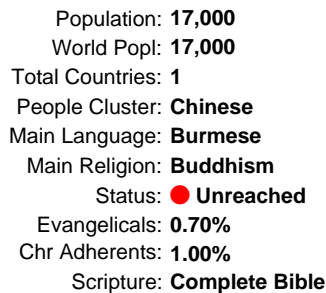 Population: 17,000
World Popl: 17,000
Total Countries: 1
People Cluster: Chinese
Main Language: Burmese
Main Religion: Buddhism
Status: Unreached
Evangelicals: 0.70%
Chr Adherents: 1.00%
Scripture: Complete Bible